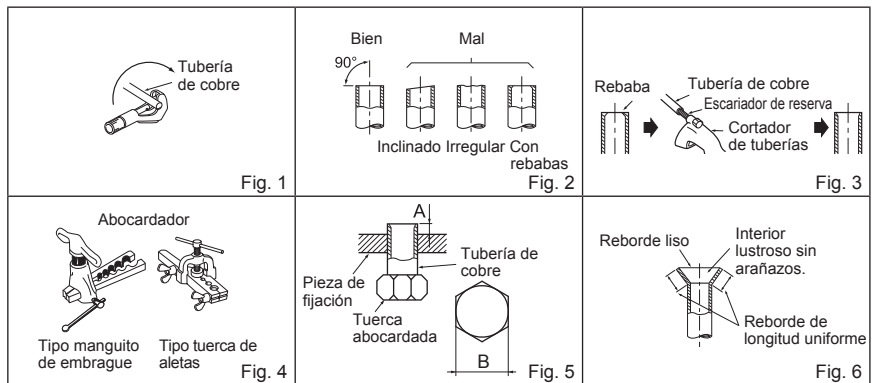 Tubería
de cobre
Fig. 1
Bien
Mal
90°
Inclinado Irregular Con
rebabas
Fig. 2
Rebaba
Tubería de cobre
Escariador de reserva
Cortador
de tuberías
Fig. 3
Abocardador
Tipo manguito
de embrague
Tipo tuerca de
aletas
Fig. 4
A
Tubería de
cobre
Pieza de
fijación
Tuerca
abocardada
B
Fig. 5
Reborde liso
Interior
lustroso sin
arañazos.
Reborde de
longitud uniforme
Fig. 6